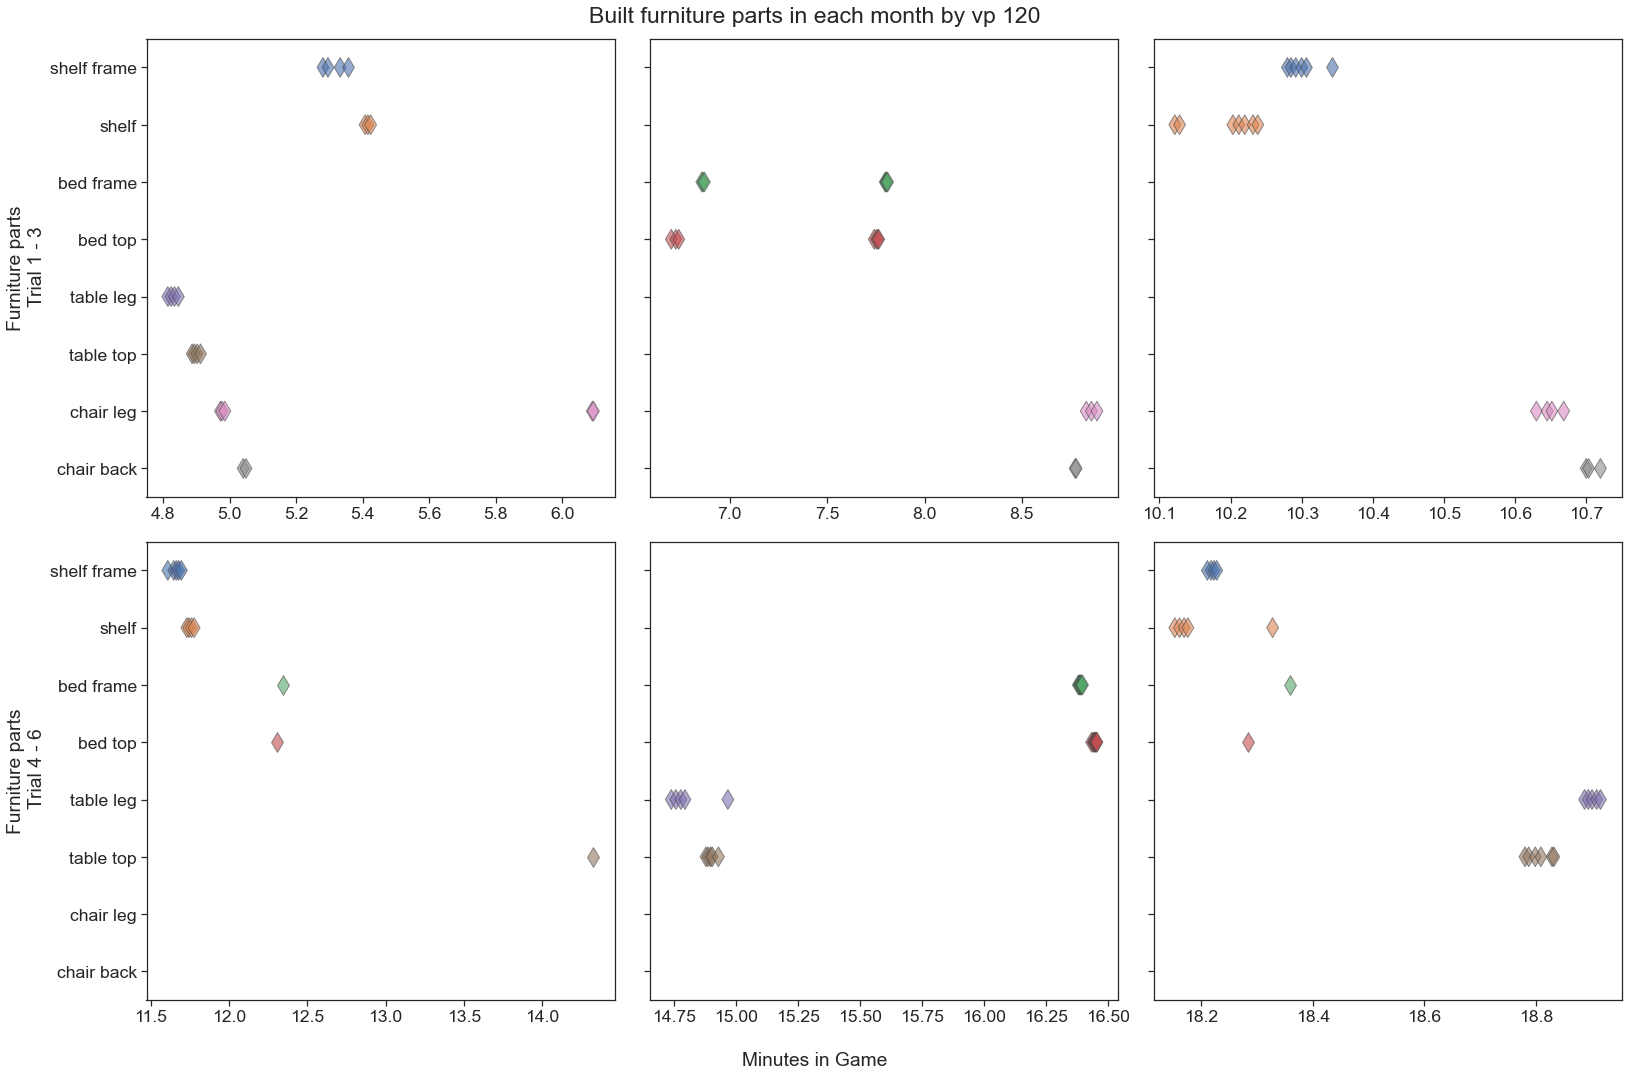 Built furniture parts in each month by vp 120
Furniture parts
Trial 1 - 3
shelf frame
shelf
bed frame
bed top
table leg
table top
chair leg
chair back
4.8 5.0 5.2 5.4 5.6 5.8 6.0
7.0 7.5 8.0 8.5
10.1 10.2 10.3 10.4 10.5 10.6 10.7
Furniture parts
Trial 4 - 6
shelf frame
shelf
bed frame
bed top
table leg
table top
chair leg
chair back
11.5 12.0 12.5 13.0 13.5 14.0
14.75 15.00 15.25 15.50 15.75 16.00 16.25 16.50
18.2 18.4 18.6 18.8
Minutes in Game